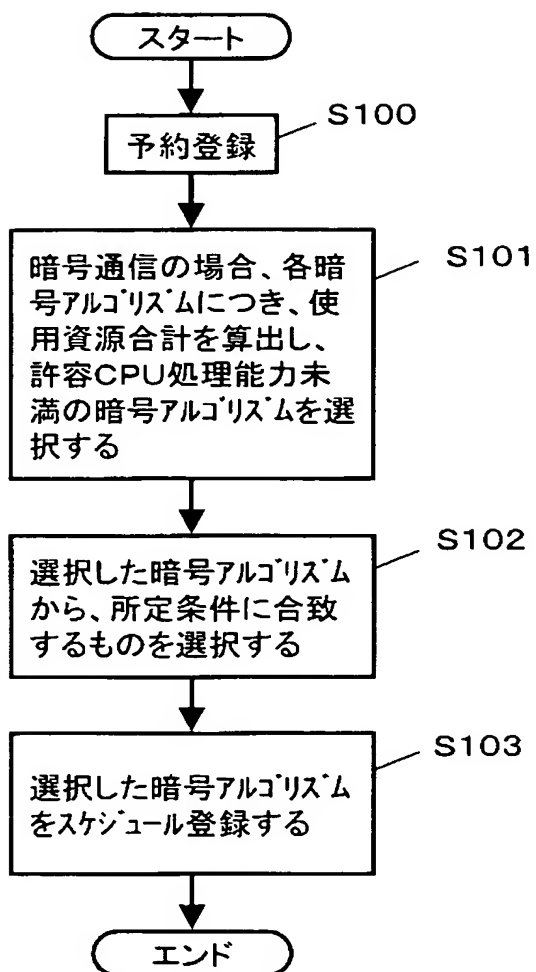 スタート
S100
予約登録
S101
暗号通信の場合、各暗
号アルゴリズムにつき、使
用資源合計を算出し、
許容CPU処理能力未
満の暗号アルゴリズムを選
択する
S102
選択した暗号アルゴリズム
から、所定条件に合致
するものを選択する
S103
選択した暗号アルゴリズム
をスケジュール登録する
エンド